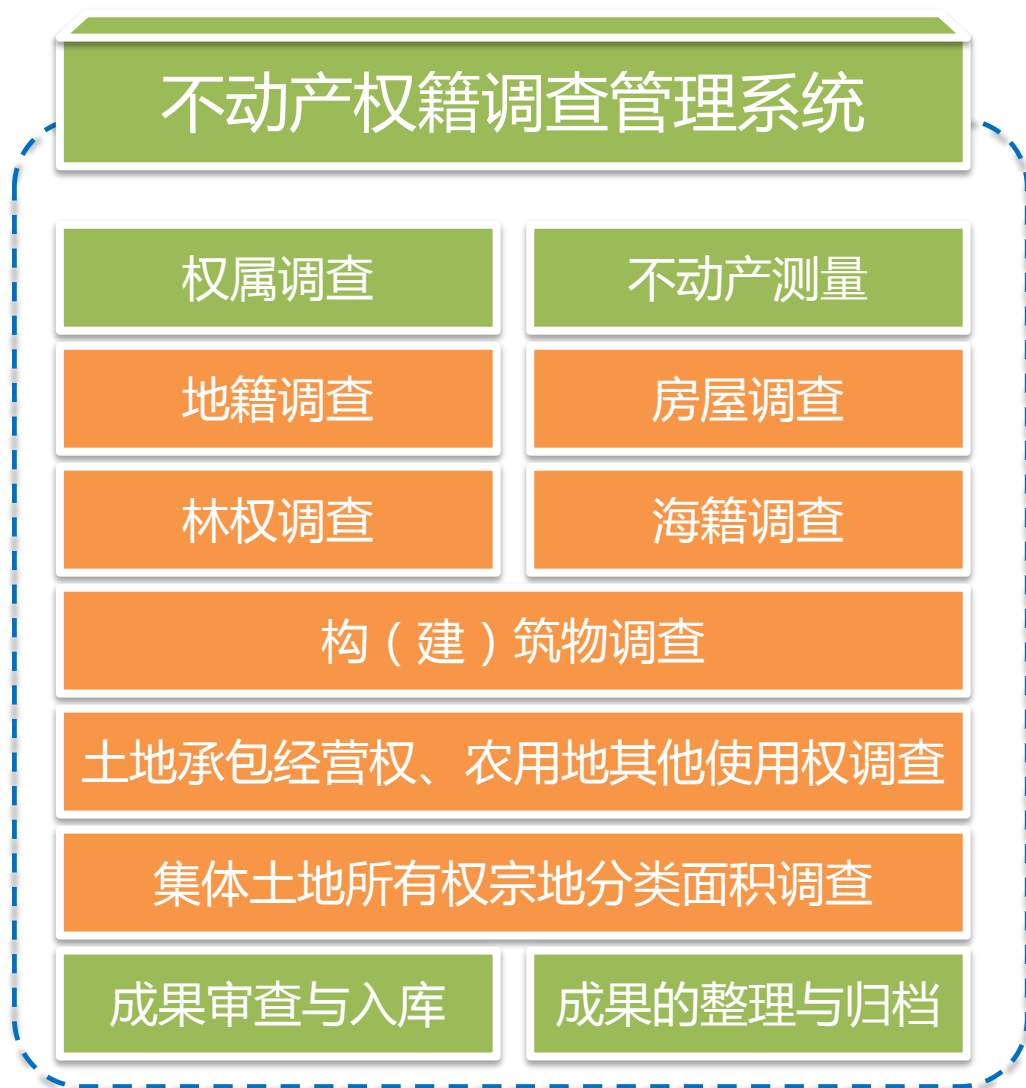 不动产权籍调查管理系统
权属调查
不动产测量
地籍调查
房屋调查
林权调查
海籍调查
构（建）筑物调查
土地承包经营权、农用地其他使用权调查
集体土地所有权宗地分类面积调查
成果审查与入库
成果的整理与归档